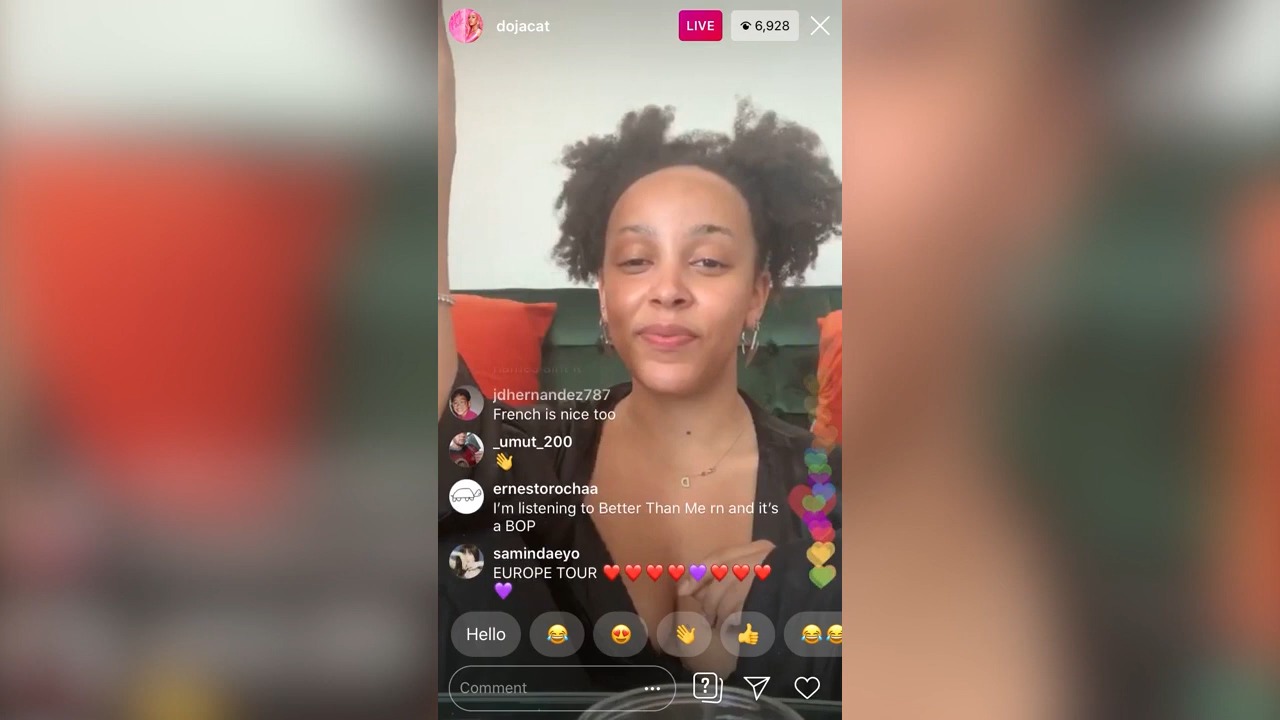 dojacat
LIVE
6,928
jdhernandez787
French is nice too
_umut_200
👋
ernestorochaa
I’m listening to Better Than Me rn and it’s
a BOP
samindaeyo
EUROPE TOUR ❤️❤️❤️❤️💜❤️❤️❤️
💜
Hello
Comment